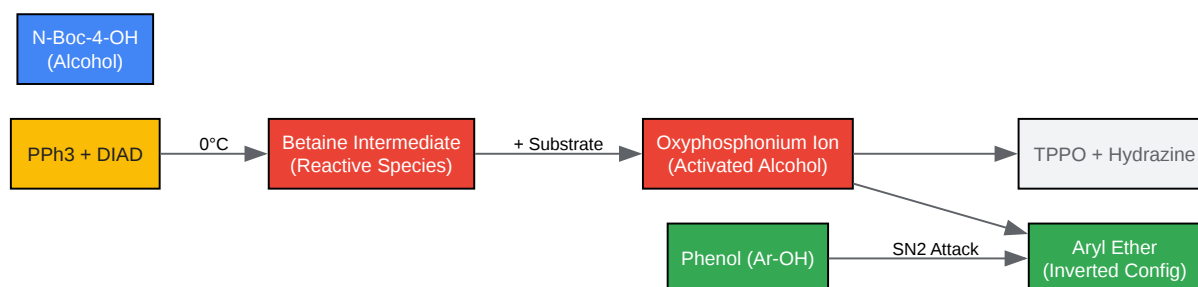 N-Boc-4-OH
(Alcohol)
PPh3 + DIAD
0°C
Betaine Intermediate
(Reactive Species)
+ Substrate
Oxyphosphonium Ion
(Activated Alcohol)
TPPO + Hydrazine
Phenol (Ar-OH)
SN2 Attack
Aryl Ether
(Inverted Config)